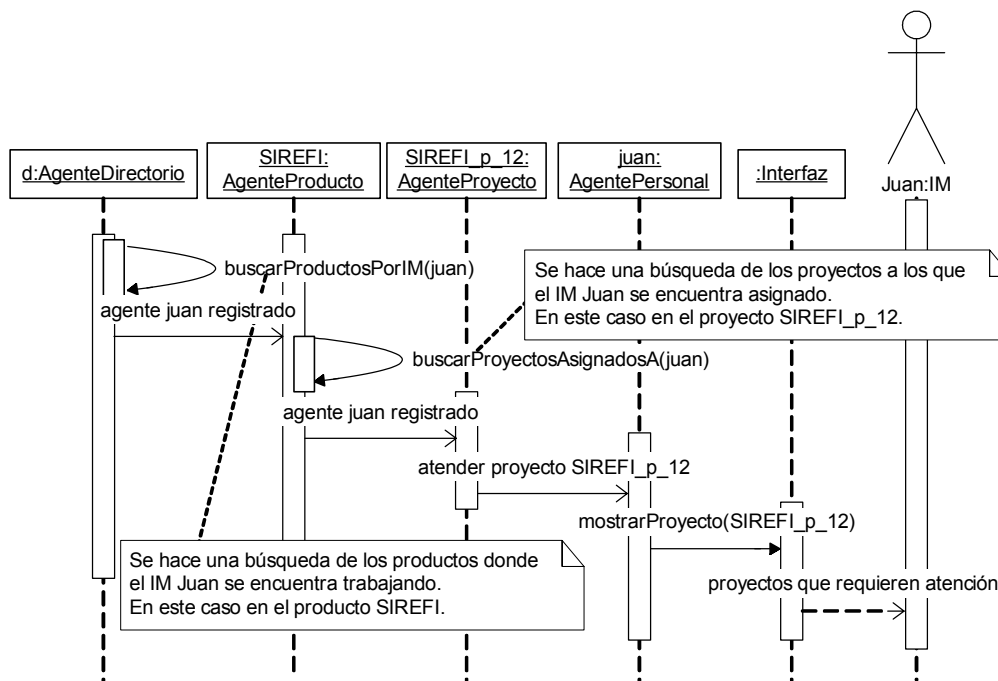 d:AgenteDirectorio
SIREFI:
AgenteProducto
SIREFI_p_12:
AgenteProyecto
juan:
AgentePersonal
:Interfaz
Juan:IM
buscarProductosPorIM(juan)
Se hace una búsqueda de los proyectos a los que
el IM Juan se encuentra asignado.
En este caso en el proyecto SIREFI_p_12.
agente juan registrado
buscarProyectosAsignadosA(juan)
agente juan registrado
atender proyecto SIREFI_p_12
mostrarProyecto(SIREFI_p_12)
Se hace una búsqueda de los productos donde
el IM Juan se encuentra trabajando.
En este caso en el producto SIREFI.
proyectos que requieren atención